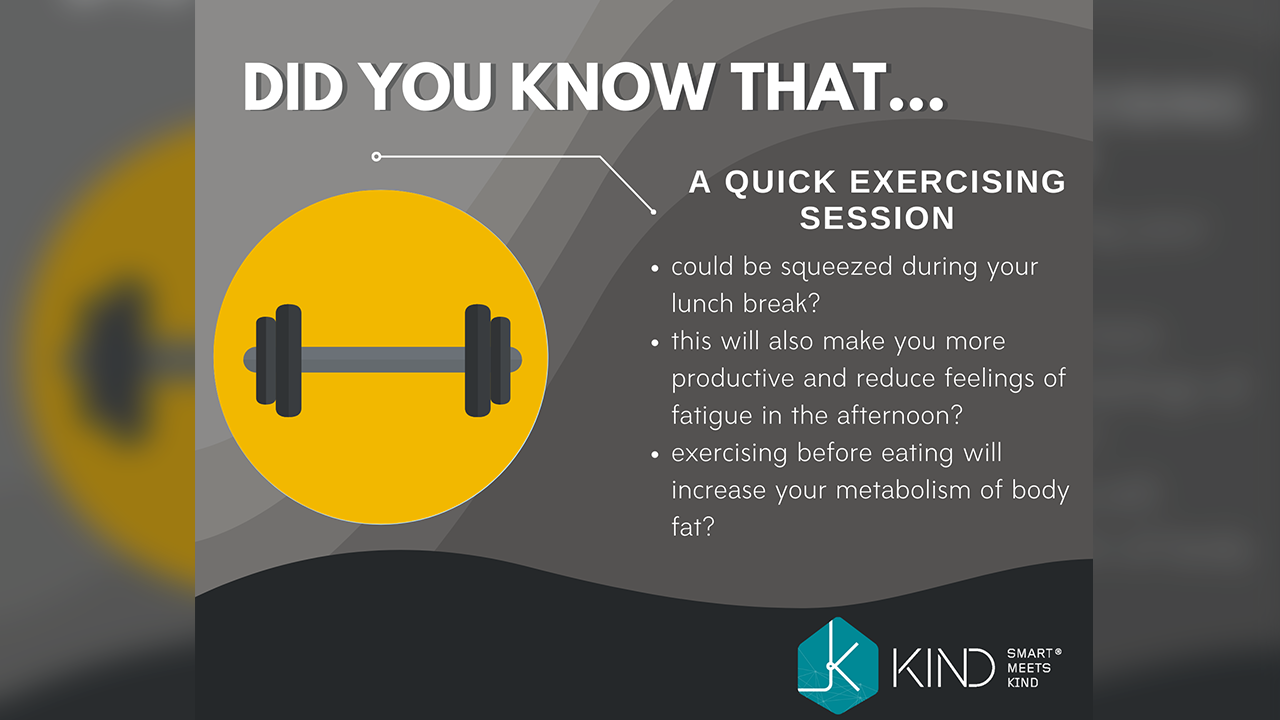 DID YOU KNOW THAT...
A QUICK EXERCISING
SESSION
• could be squeezed during your
lunch break?
• this will also make you more
productive and reduce feelings of
fatigue in the afternoon?
• exercising before eating will
increase your metabolism of body
fat?
KIND
SMART®
MEETS
KIND